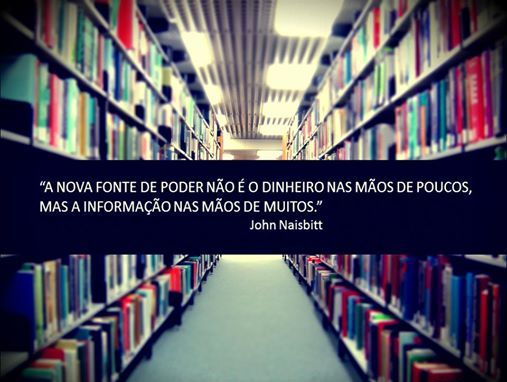 “A NOVA FONTE DE PODER NÃO É O DINHEIRO NAS MÃOS DE POUCOS,
MAS A INFORMAÇÃO NAS MÃOS DE MUITOS.”
John Naisbitt